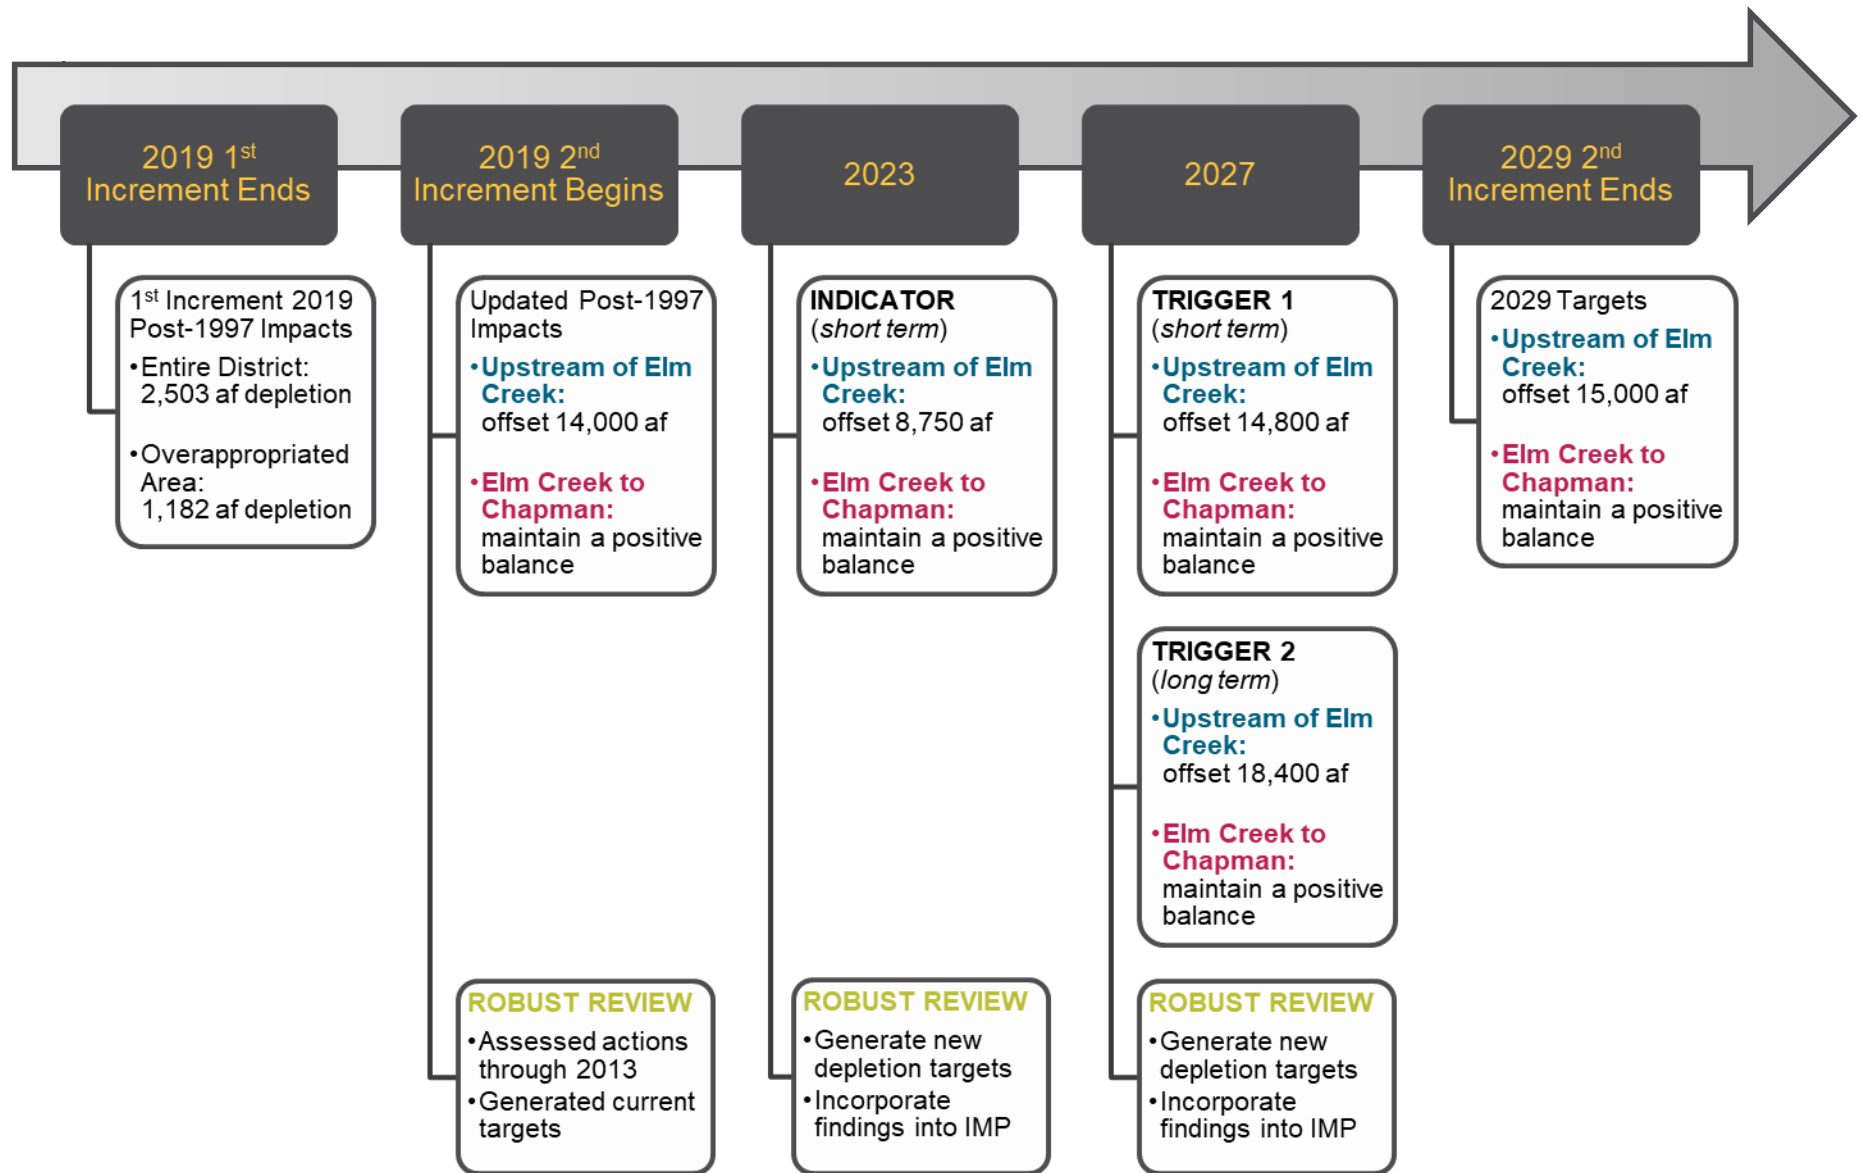 2019 1st
Increment Ends
2019 2nd
Increment Begins
2023
2027
2029 2nd
Increment Ends
1st Increment 2019
Post-1997 Impacts
•Entire District:
2,503 af depletion
•Overappropriated
Area:
1,182 af depletion
Updated Post-1997
Impacts
•Upstream of Elm
Creek:
offset 14,000 af
•Elm Creek to
Chapman:
maintain a positive
balance
ROBUST REVIEW
•Assessed actions
through 2013
•Generated current
targets
INDICATOR
(short term)
•Upstream of Elm
Creek:
offset 8,750 af
•Elm Creek to
Chapman:
maintain a positive
balance
ROBUST REVIEW
•Generate new
depletion targets
•Incorporate
findings into IMP
TRIGGER 1
(short term)
•Upstream of Elm
Creek:
offset 14,800 af
•Elm Creek to
Chapman:
maintain a positive
balance
TRIGGER 2
(long term)
•Upstream of Elm
Creek:
offset 18,400 af
•Elm Creek to
Chapman:
maintain a positive
balance
ROBUST REVIEW
•Generate new
depletion targets
•Incorporate
findings into IMP
2029 Targets
•Upstream of Elm
Creek:
offset 15,000 af
•Elm Creek to
Chapman:
maintain a positive
balance